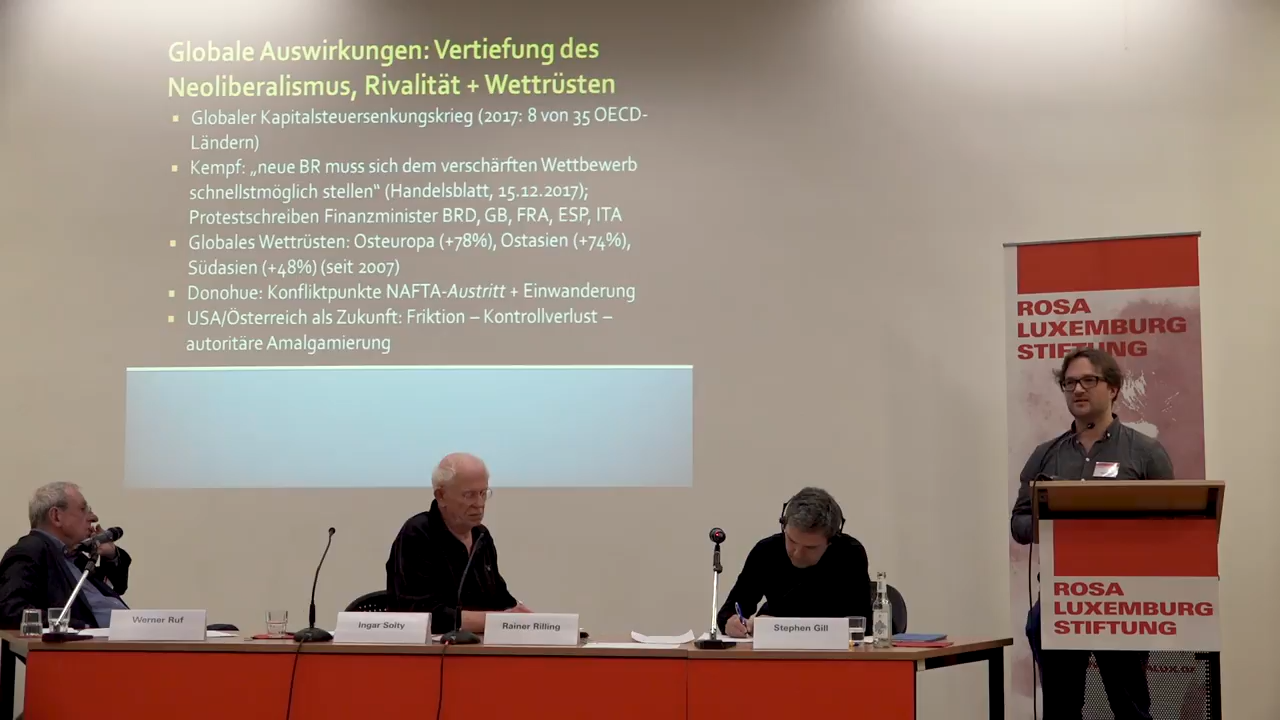 Globale Auswirkungen: Vertiefung des
Neoliberalismus, Rivalität + Wettrüsten
▪ Globaler Kapitalsteuersenkungskrieg (2017: 8 von 35 OECD-
Ländern)
▪ Kempf: „neue BR muss sich dem verschärften Wettbewerb
schnellstmöglich stellen“ (Handelsblatt, 15.12.2017);
Protestschreiben Finanzminister BRD, GB, FRA, ESP, ITA
▪ Globales Wettrüsten: Osteuropa (+78%), Ostasien (+74%),
Südasien (+48%) (seit 2007)
▪ Donohue: Konfliktpunkte NAFTA-Austritt + Einwanderung
▪ USA/Österreich als Zukunft: Friktion – Kontrollverlust –
autoritäre Amalgamierung
ROSA
LUXEMBURG
STIFTUNG
Werner Ruf
Ingar Solty
Rainer Rilling
Stephen Gill
ROSA
LUXEMBURG
STIFTUNG